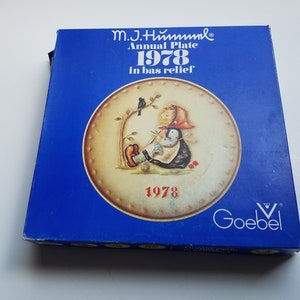 M.J.Hummel®
Annual Plate
1978
in bas relief
1978
Goebel